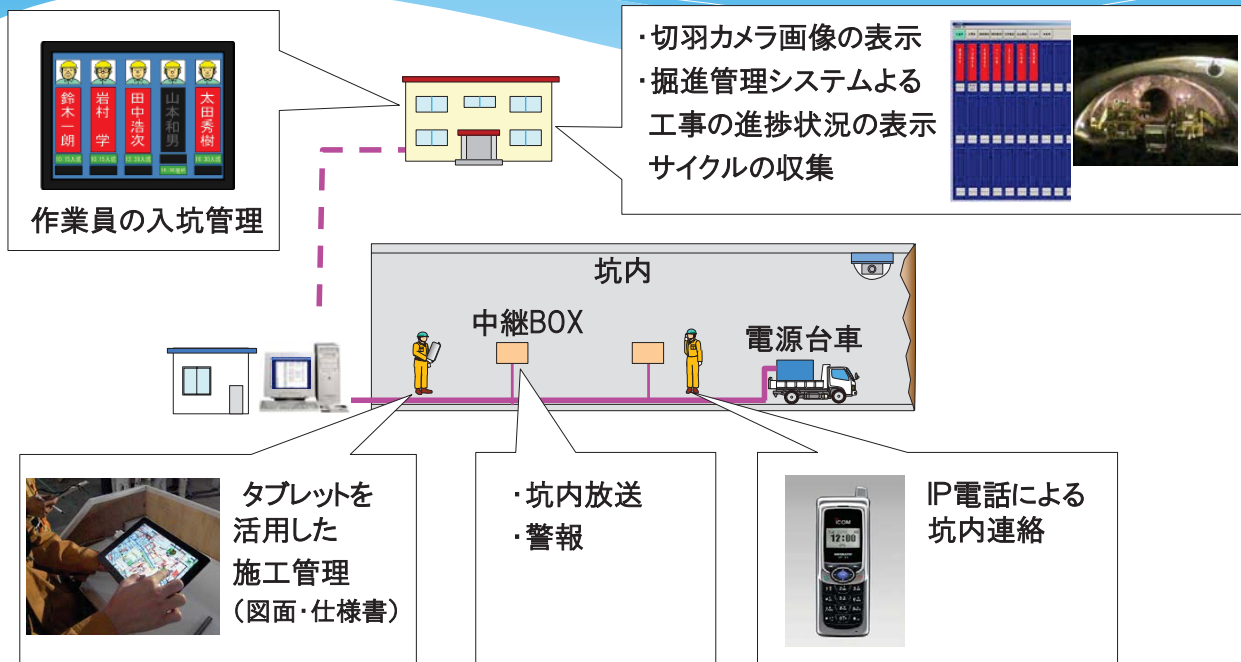 鈴木一朗
岩村 学
田中浩次
山本和男
太田秀樹
作業員の入坑管理
・切羽カメラ画像の表示
・掘進管理システムよる
工事の進捗状況の表示
サイクルの収集
坑内
中継BOX
電源台車
タブレットを
活用した
施工管理
（図面・仕様書）
・坑内放送
・警報
ICOM
12:00
IP電話による
坑内連絡